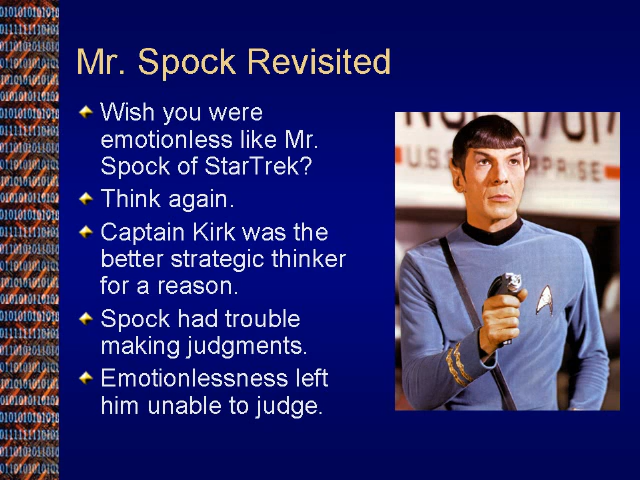 Mr. Spock Revisited
Wish you were
emotionless like Mr.
Spock of StarTrek?
Think again.
Captain Kirk was the
better strategic thinker
for a reason.
Spock had trouble
making judgments.
Emotionlessness left
him unable to judge.